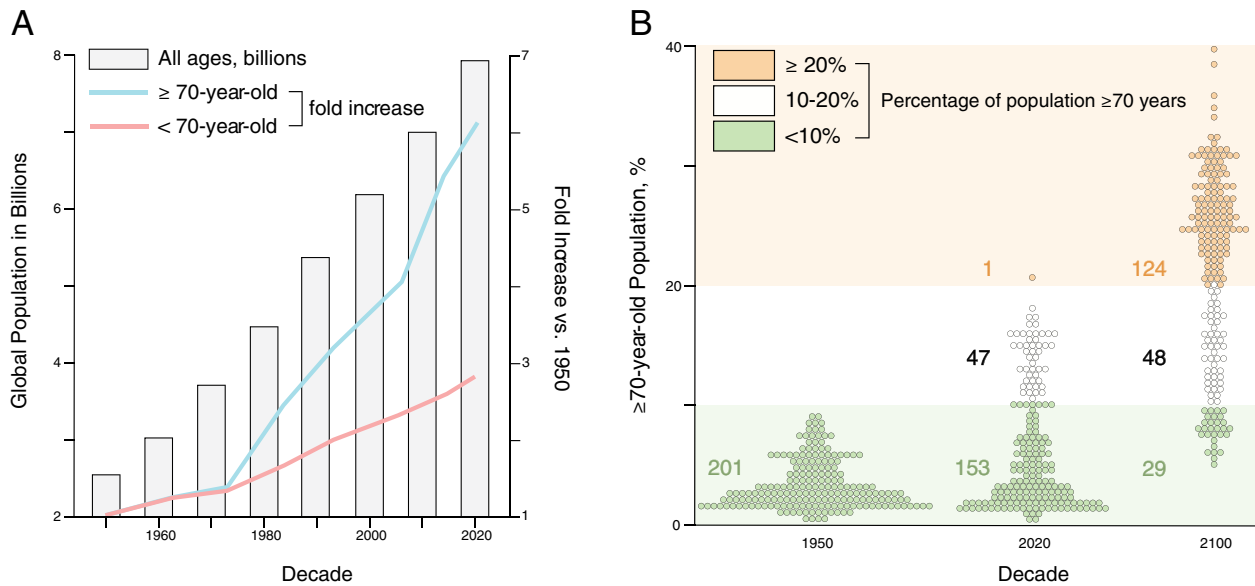 A
All ages, billions
≥ 70-year-old
< 70-year-old
fold increase
Global Population in Billions
8
6
4
2
7
5
3
1
Fold Increase vs. 1950
1960
1980
2000
2020
Decade
B
≥ 20%
10-20%
<10%
Percentage of population ≥70 years
≥70-year-old Population, %
40
20
0
1
124
47
48
201
153
29
1950
2020
2100
Decade